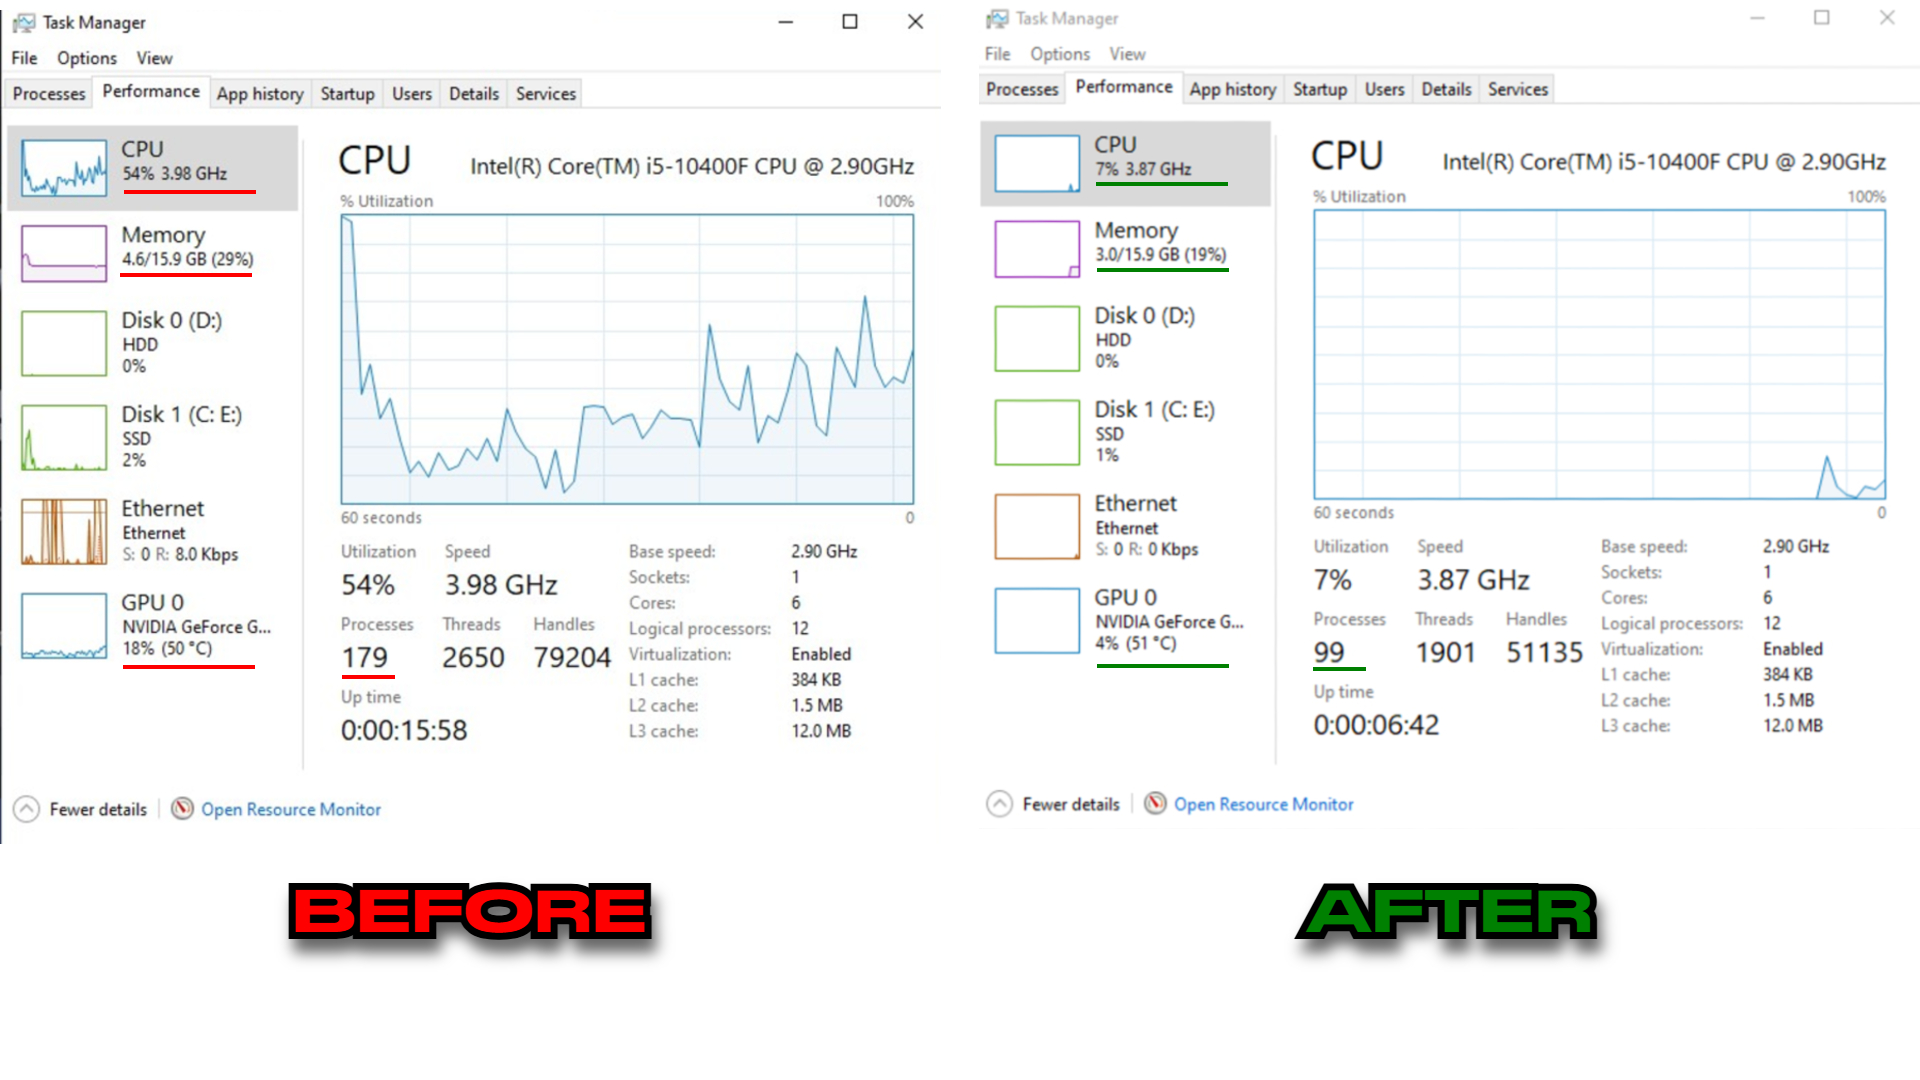 Task Manager
File Options View
Processes Performance App history Startup Users Details Services
CPU
54% 3.98 GHz
Memory
4.6/15.9 GB (29%)
Disk 0 (D:)
HDD
0%
Disk 1 (C: E:)
SSD
2%
Ethernet
Ethernet
S: 0 R: 8.0 Kbps
GPU 0
NVIDIA GeForce G...
18% (50 °C)
CPU Intel(R) Core(TM) i5-10400F CPU @ 2.90GHz
% Utilization 100%
60 seconds 0
Utilization Speed
54% 3.98 GHz
Processes Threads Handles
179 2650 79204
Up time
0:00:15:58
Base speed: 2.90 GHz
Sockets: 1
Cores: 6
Logical processors: 12
Virtualization: Enabled
L1 cache: 384 KB
L2 cache: 1.5 MB
L3 cache: 12.0 MB
Fewer details Open Resource Monitor
BEFORE
Task Manager
File Options View
Processes Performance App history Startup Users Details Services
CPU
7% 3.87 GHz
Memory
3.0/15.9 GB (19%)
Disk 0 (D:)
HDD
0%
Disk 1 (C: E:)
SSD
1%
Ethernet
Ethernet
S: 0 R: 0 Kbps
GPU 0
NVIDIA GeForce G...
4% (51 °C)
CPU Intel(R) Core(TM) i5-10400F CPU @ 2.90GHz
% Utilization 100%
60 seconds 0
Utilization Speed
7% 3.87 GHz
Processes Threads Handles
99 1901 51135
Up time
0:00:06:42
Base speed: 2.90 GHz
Sockets: 1
Cores: 6
Logical processors: 12
Virtualization: Enabled
L1 cache: 384 KB
L2 cache: 1.5 MB
L3 cache: 12.0 MB
Fewer details Open Resource Monitor
AFTER